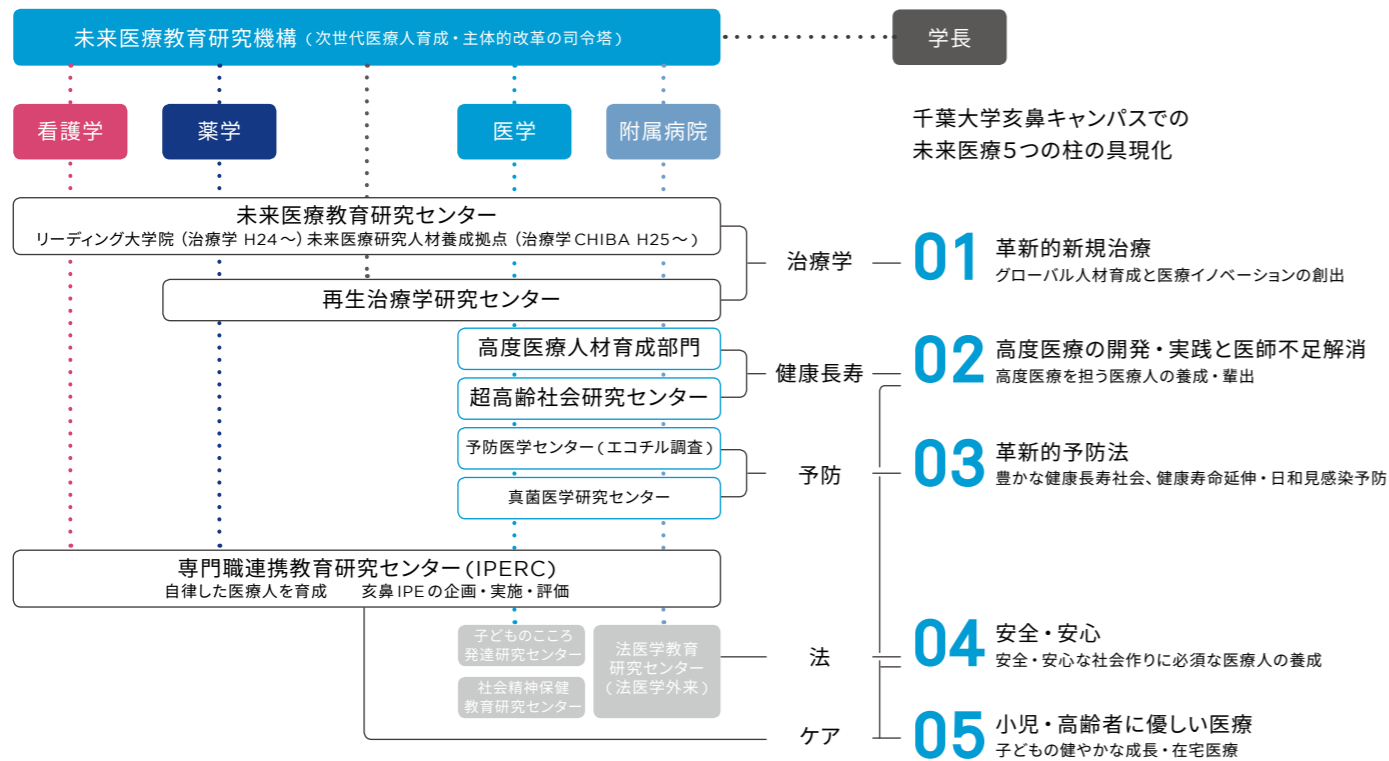 未来医療教育研究機構(次世代医療人育成・主体的改革の司令塔)
学長
看護学
薬学
医学
附属病院
千葉大学亥鼻キャンパスでの
未来医療5つの柱の具現化
未来医療教育研究センター
リーディング大学院(治療学 H24〜)未来医療研究人材養成拠点(治療学CHIBA H25〜)
再生治療学研究センター
治療学
01
革新的新規治療
グローバル人材育成と医療イノベーションの創出
高度医療人材育成部門
超高齢社会研究センター
健康長寿
02
高度医療の開発・実践と医師不足解消
高度医療を担う医療人の養成・輩出
予防医学センター(エコチル調査)
真菌医学研究センター
予防
03
革新的予防法
豊かな健康長寿社会、健康寿命延伸・日和見感染予防
専門職連携教育研究センター(IPERC)
自律した医療人を育成 亥鼻IPEの企画・実施・評価
子どものこころ
発達研究センター
社会精神保健
教育研究センター
法医学教育
研究センター
(法医学外来)
法
04
安全・安心
安全・安心な社会作りに必須な医療人の養成
ケア
05
小児・高齢者に優しい医療
子どもの健やかな成長・在宅医療